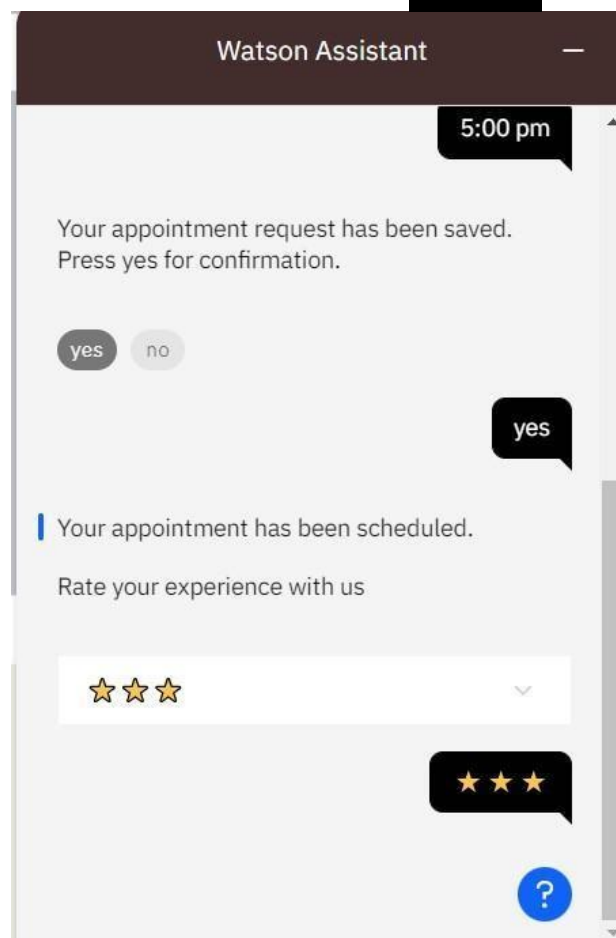 Watson Assistant
5:00 pm
Your appointment request has been saved.
Press yes for confirmation.
yes no
yes
Your appointment has been scheduled.
Rate your experience with us
?